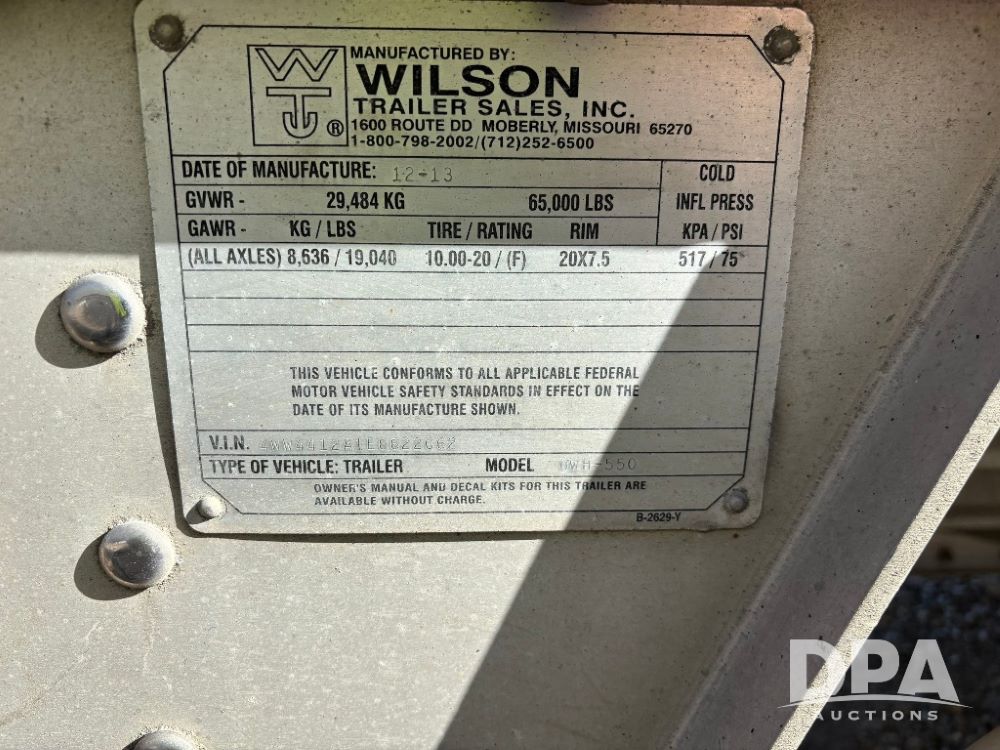 MANUFACTURED BY:
WT
WILSON
®
TRAILER SALES, INC.
1600 ROUTE DD MOBERLY, MISSOURI 65270
1-800-798-2002/(712)252-6500
DATE OF MANUFACTURE: 12-13
COLD
INFL PRESS
KPA / PSI
GVWR - 29,484 KG 65,000 LBS
GAWR - KG / LBS TIRE / RATING RIM
(ALL AXLES) 8,636 / 19,040 10.00-20 / (F) 20X7.5 517 / 75
THIS VEHICLE CONFORMS TO ALL APPLICABLE FEDERAL
MOTOR VEHICLE SAFETY STANDARDS IN EFFECT ON THE
DATE OF ITS MANUFACTURE SHOWN.
V.I.N.
TYPE OF VEHICLE: TRAILER MODEL DWH-550
OWNER'S MANUAL AND DECAL KITS FOR THIS TRAILER ARE
AVAILABLE WITHOUT CHARGE.
B-2629-Y
DPA
AUCTIONS